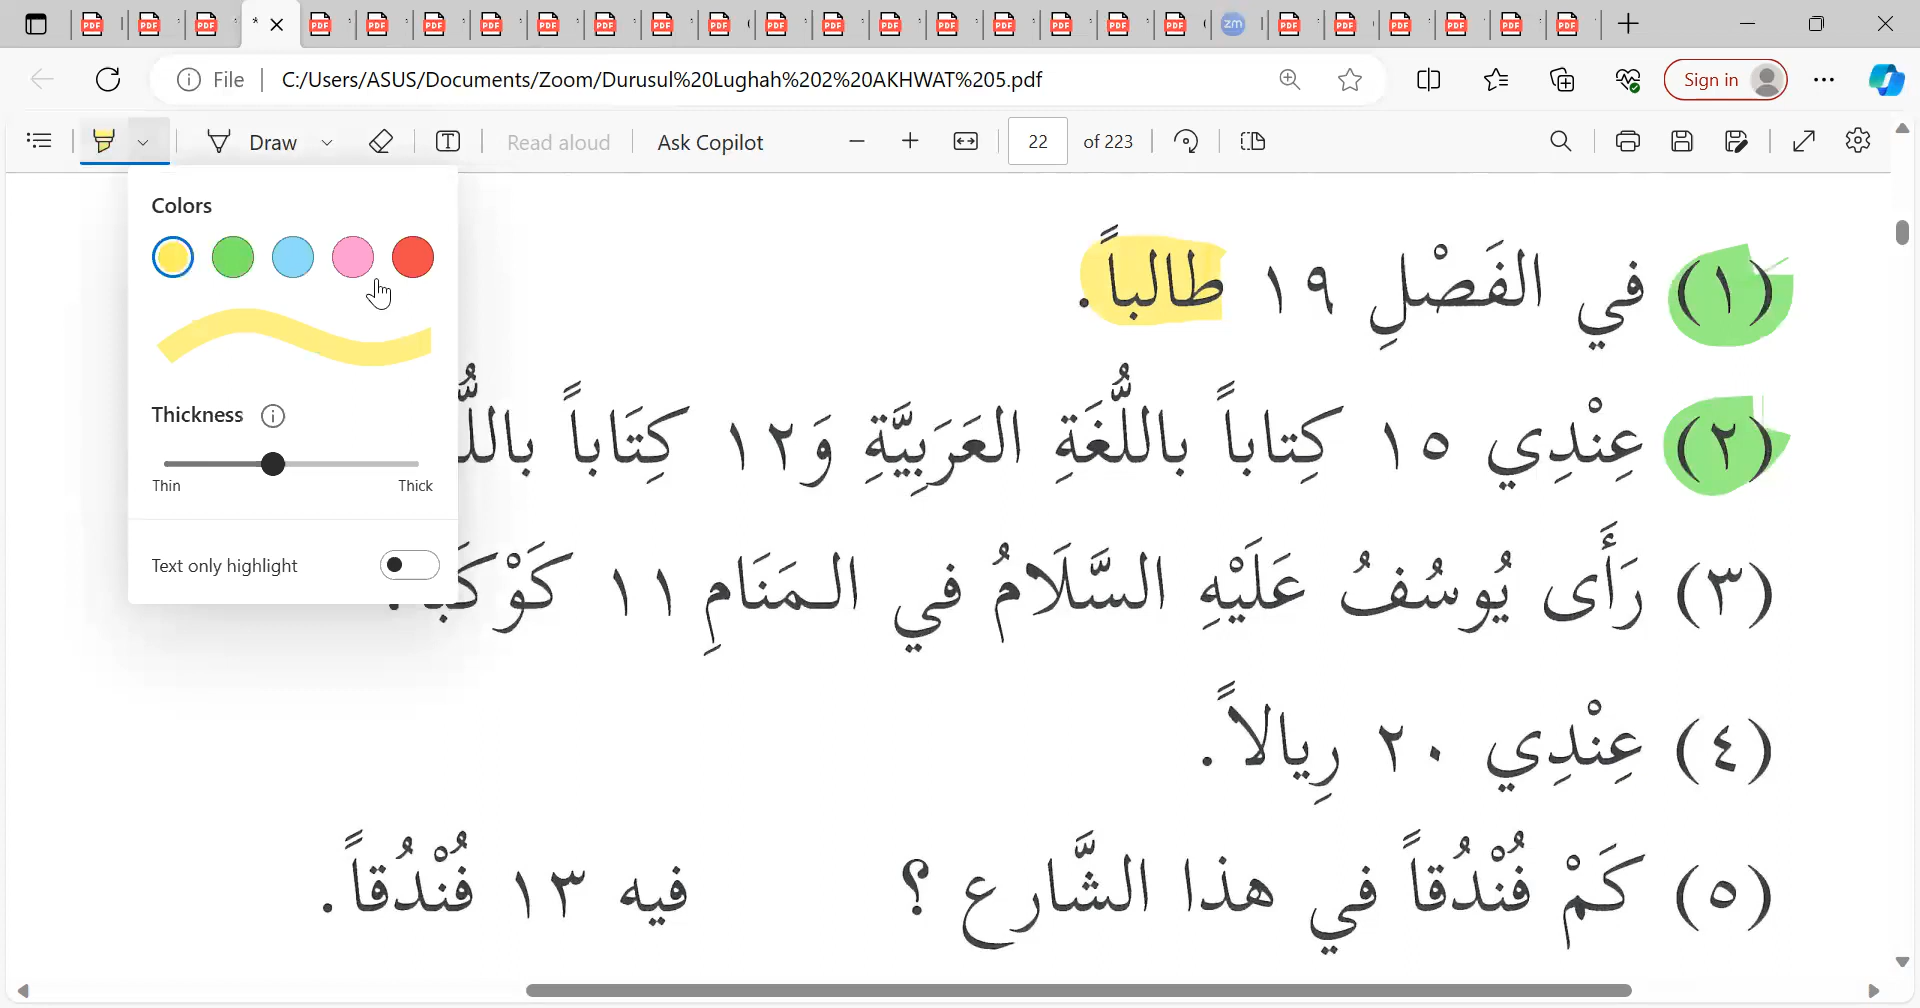 File
C:/Users/ASUS/Documents/Zoom/Durusul%20Lughah%202%20AKHWAT%205.pdf
Sign in
Draw
Read aloud
Ask Copilot
22
of 223
Colors
Thickness
Thin
Thick
Text only highlight
(١) في الفَصْلِ ١٩ طالباً.
(٢) عِنْدِي ١٥ كِتاباً باللُّغَةِ العَرَبِيَّةِ وَ١٢ كِتَاباً
(٣) رَأَى يُوسُفُ عَلَيْهِ السَّلَامُ في المَنَامِ ١١
(٤) عِنْدِي ٢٠ رِيالاً.
(٥) كَمْ فُنْدُقاً في هذا الشَّارع ؟ فيه ١٣ فُنْدُقاً.